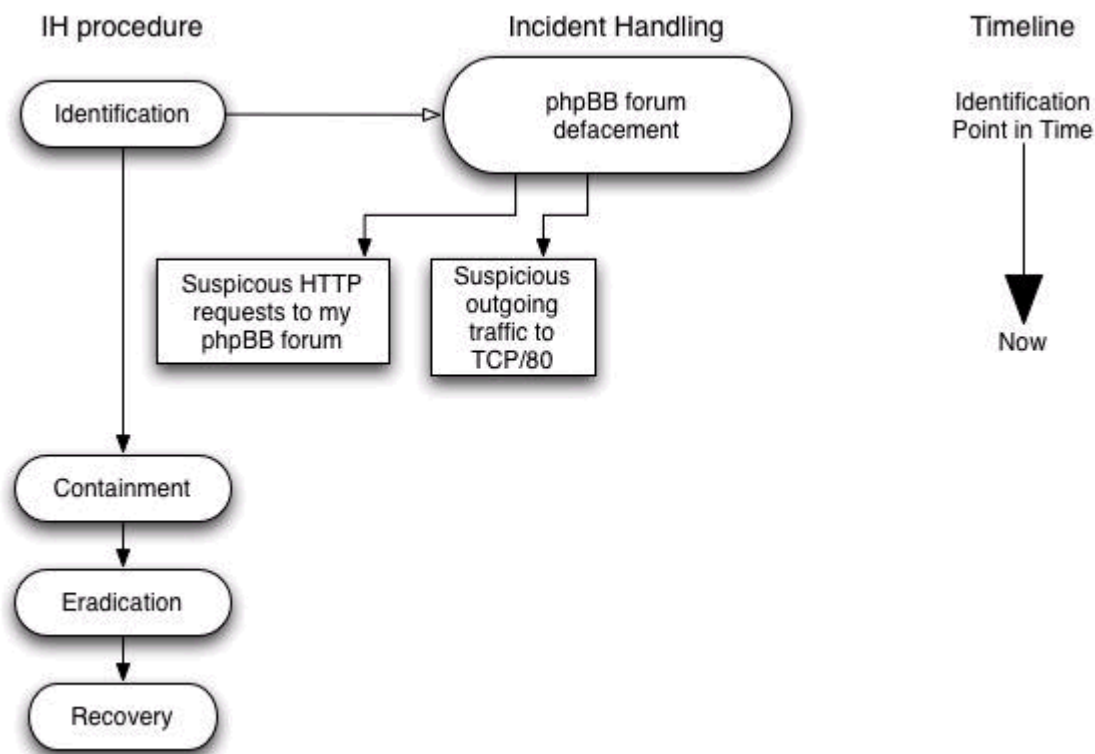 IH procedure
Incident Handling
Timeline
Identification
phpBB forum
defacement
Identification
Point in Time
Suspicous HTTP
requests to my
phpBB forum
Suspicious
outgoing
traffic to
TCP/80
Now
Containment
Eradication
Recovery